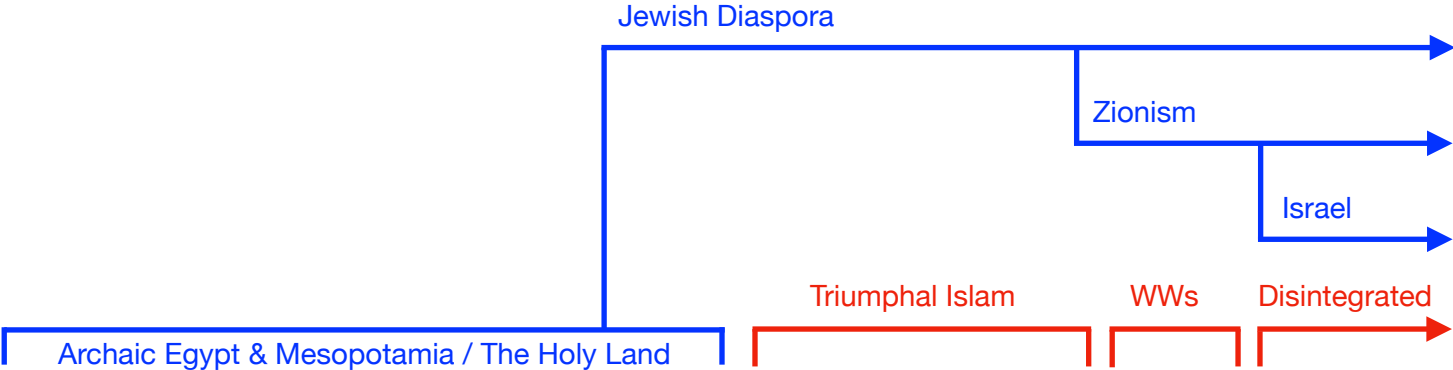 Jewish Diaspora
Zionism
Israel
Triumphal Islam
WWs
Disintegrated
Archaic Egypt & Mesopotamia / The Holy Land